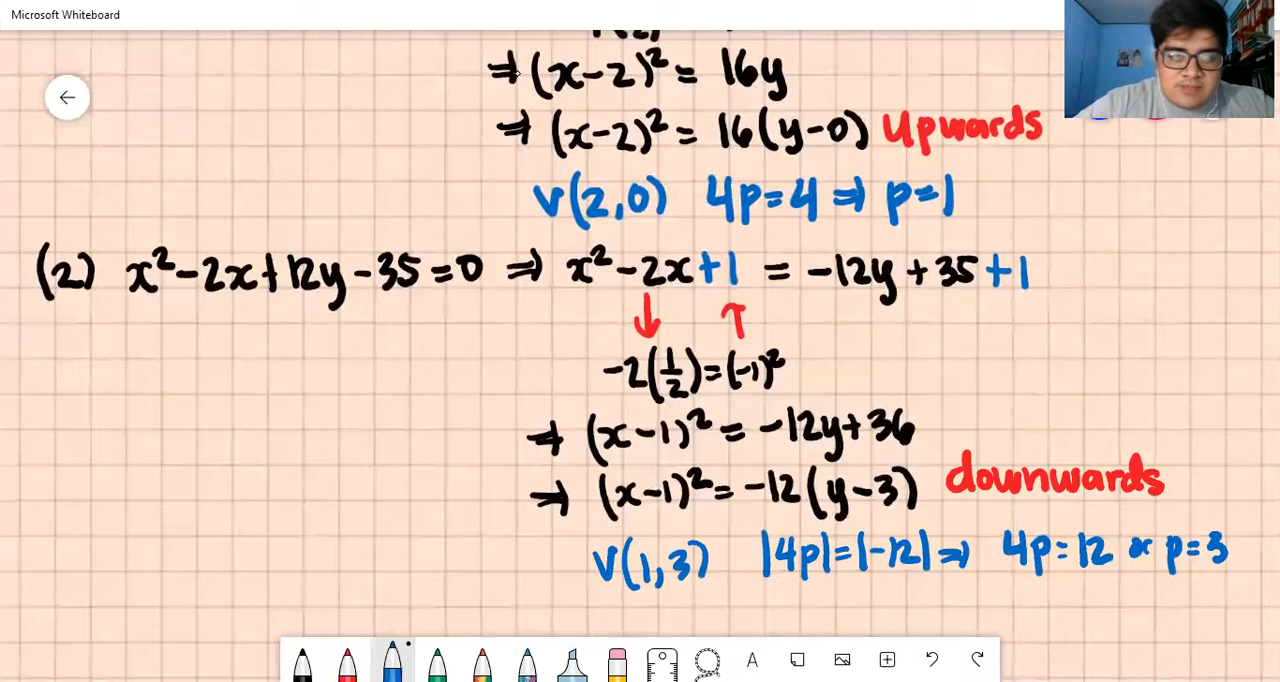 Microsoft Whiteboard
⇒ (x-2)² = 16y
⇒ (x-2)² = 16(y-0) Upwards
V(2,0) 4p=4 ⇒ p=1
(2) x²-2x+12y-35=0 ⇒ x²-2x+1 = -12y+35+1
↓ ↑
-2(1/2)=(-1)²
⇒ (x-1)² = -12y+36
⇒ (x-1)² = -12(y-3) downwards
V(1,3) |4p|=|-12| ⇒ 4p=12 or p=3
A